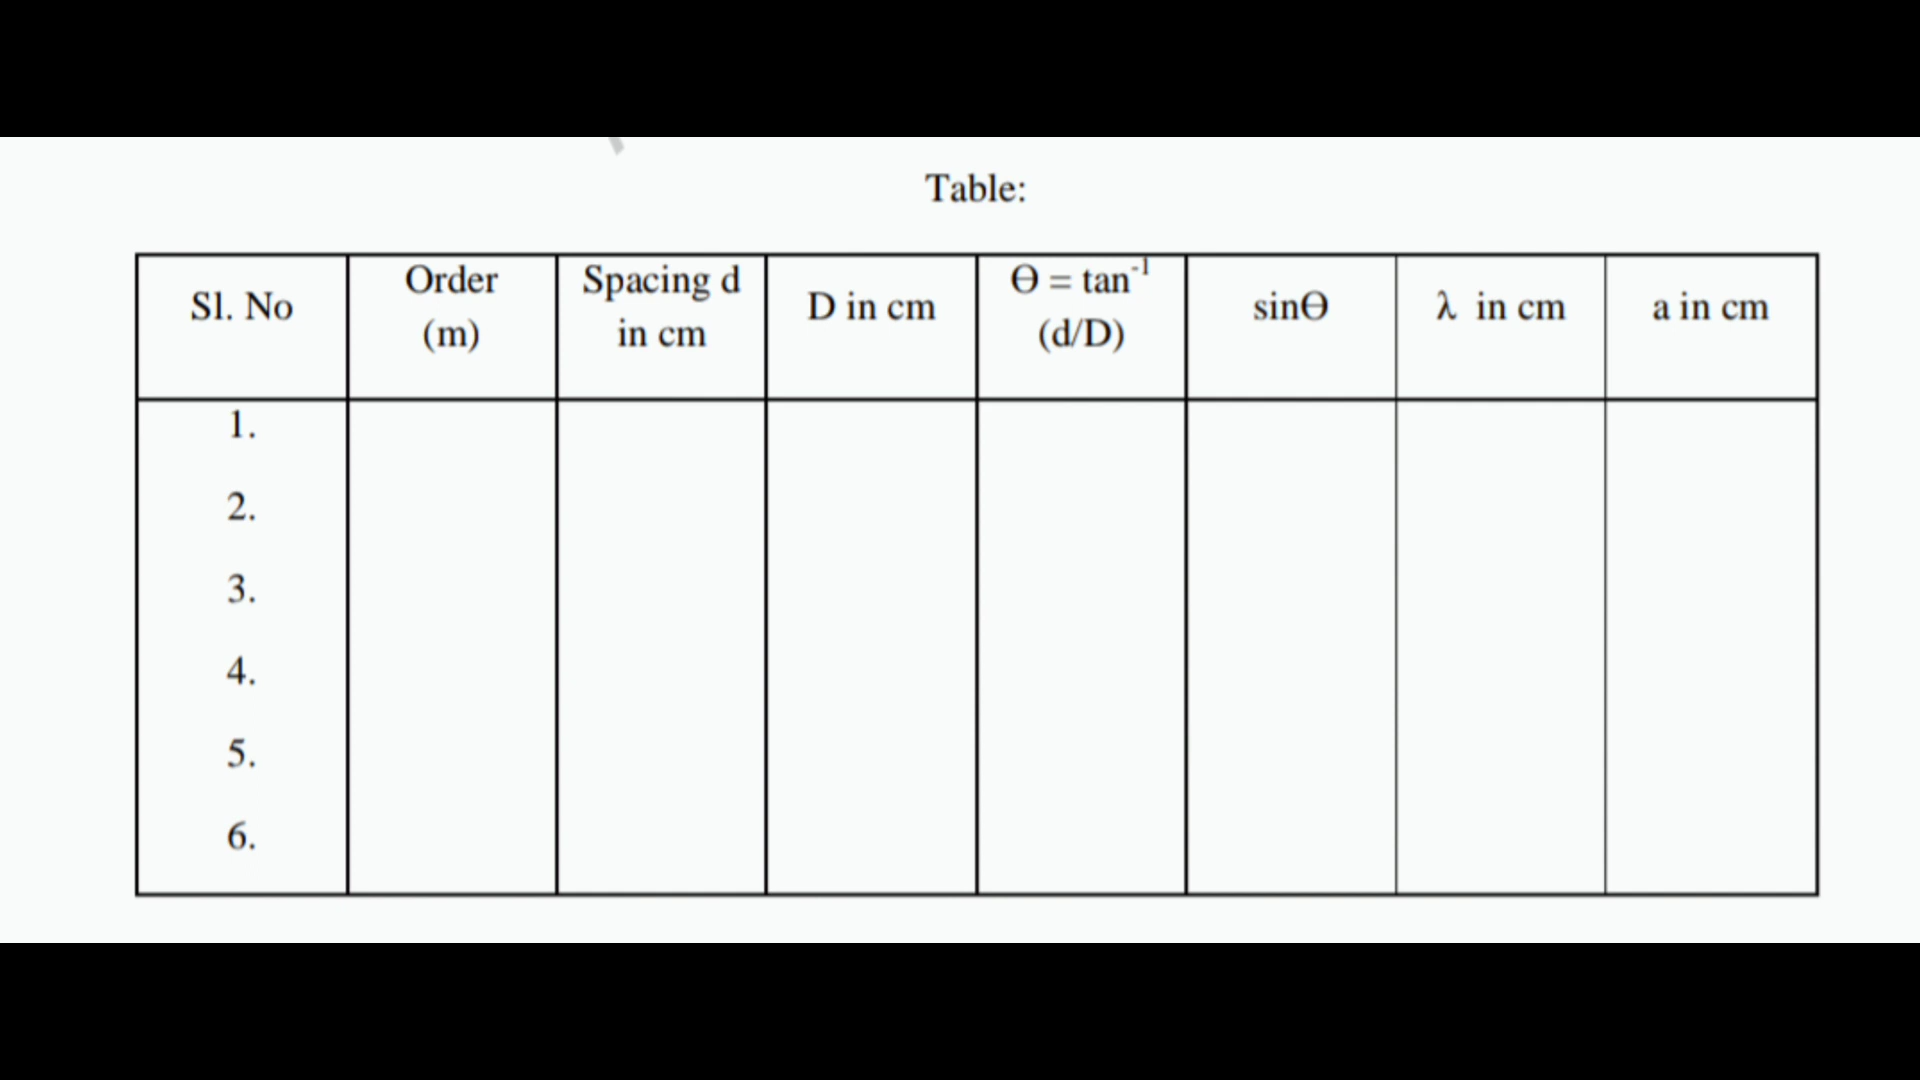 Table:
Sl. No
Order
(m)
Spacing d
in cm
D in cm
Ө = tan⁻¹
(d/D)
sinӨ
λ in cm
a in cm
1.
2.
3.
4.
5.
6.